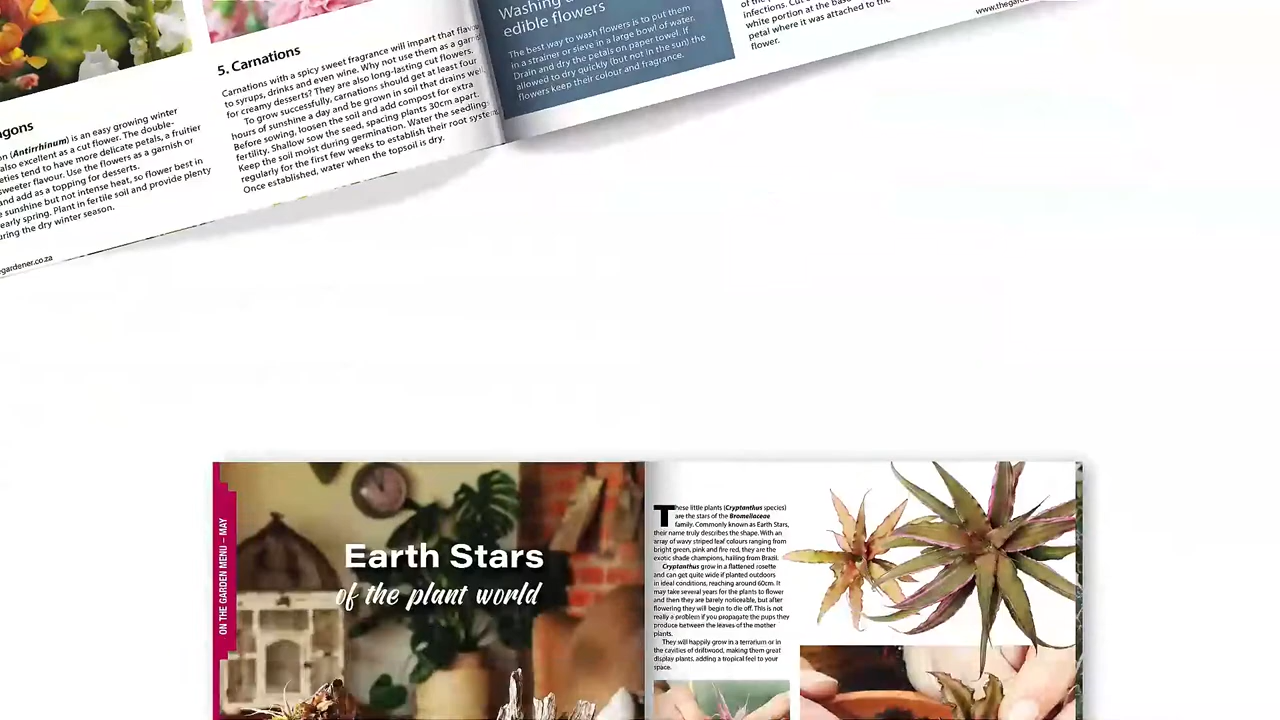 gons
(Antirrhinum) is an easy growing winter
also excellent as a cut flower. The double-
tend to have more delicate petals, a fruitier
sweeter flavour. Use the flowers as a garnish or
and add as a topping for desserts.
sunshine but not intense heat, so flower best in
early spring. Plant in fertile soil and provide plenty
during the dry winter season.
gardener.co.za
5. Carnations
Carnations with a spicy sweet fragrance will impart that
to syrups, drinks and even wine. Why not use them as a
for creamy desserts? They are also long-lasting cut flowers.
To grow successfully, carnations should get at least four
hours of sunshine a day and be grown in soil that drains
Before sowing, loosen the soil and add compost for extra
fertility. Shallow sow the seed, spacing plants 30cm apart.
Keep the soil moist during germination. Water the seedlings
regularly for the first few weeks to establish their root system.
Once established, water when the topsoil is dry.
Washing
edible flowers
The best way to wash flowers is to put them
in a strainer or sieve in a large bowl of water.
Drain and dry the petals on paper towel. If
allowed to dry quickly (but not in the sun) the
flowers keep their colour and fragrance.
infections. Cut
white portion at the base
petal where it was attached to the
flower.
ON THE GARDEN MENU – MAY
Earth Stars
of the plant world
These little plants (Cryptanthus species)
are the stars of the Bromeliaceae
family. Commonly known as Earth Stars,
their name truly describes the shape. With an
array of wavy striped leaf colours ranging from
bright green, pink and fire red, they are the
exotic shade champions, hailing from Brazil.
Cryptanthus grow in a flattened rosette
and can get quite wide if planted outdoors
in ideal conditions, reaching around 60cm. It
may take several years for the plants to flower
and then they are barely noticeable, but after
flowering they will begin to die off. This is not
really a problem if you propagate the pups they
produce between the leaves of the mother
plants.
They will happily grow in a terrarium or in
the cavities of driftwood, making them great
display plants, adding a tropical feel to your
space.